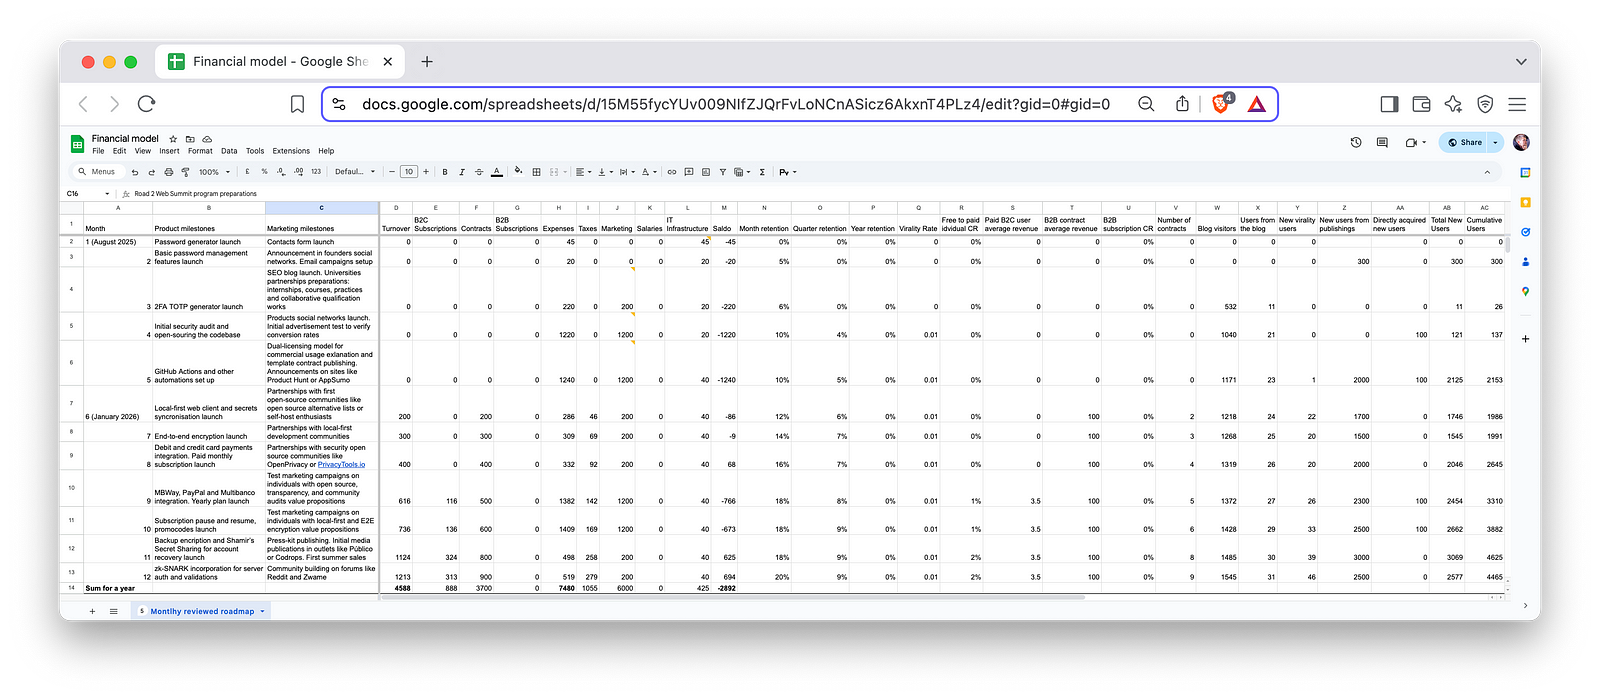 Financial model - Google She
docs.google.com/spreadsheets/d/15M55fycYUv009NIfZJQrFvLoNCnASicz6AkxnT4PLz4/edit?gid=0#gid=0
4
Financial model
File Edit View Insert Format Data Tools Extensions Help
Share
Menus 100% £ % .0 .00 123 Defaul... 10 B I A
C16 fx Road 2 Web Summit program preparations
A B C D E F G H I J K L M N O P Q R S T U V W X Y Z AA AB AC
1 Month Product milestones Marketing milestones Turnover B2C Subscriptions Contracts B2B Subscriptions Expenses Taxes Marketing Salaries IT Infrastructure Saldo Month retention Quarter retention Year retention Virality Rate Free to paid idividual CR Paid B2C user average revenue B2B contract average revenue B2B subscription CR Number of contracts Blog visitors Users from the blog New virality users New users from publishings Directly acquired new users Total New Users Cumulative Users
2 1 (August 2025) Password generator launch Contacts form launch 0 0 0 0 45 0 0 0 45 -45 0% 0% 0% 0 0% 0 0 0% 0 0 0 0 0 0 0 0
3 2 Basic password management features launch Announcement in founders social networks. Email campaigns setup 0 0 0 0 20 0 0 0 20 -20 5% 0% 0% 0 0% 0 0 0% 0 0 0 0 300 0 300 300
4 3 2FA TOTP generator launch SEO blog launch. Universities partnerships preparations: internships, courses, practices and collaborative qualification works 0 0 0 0 220 0 200 0 20 -220 6% 0% 0% 0 0% 0 0 0% 0 532 11 0 0 0 11 26
5 4 Initial security audit and open-souring the codebase Products social networks launch. Initial advertisement test to verify conversion rates 0 0 0 0 1220 0 1200 0 20 -1220 10% 4% 0% 0.01 0% 0 0 0% 0 1040 21 0 0 100 121 137
6 5 GitHub Actions and other automations set up Dual-licensing model for commercial usage exlanation and template contract publishing. Announcements on sites like Product Hunt or AppSumo 0 0 0 0 1240 0 1200 0 40 -1240 10% 5% 0% 0.01 0% 0 0 0% 0 1171 23 1 2000 100 2125 2153
7 6 (January 2026) Local-first web client and secrets syncronisation launch Partnerships with first open-source communities like open source alternative lists or self-host enthusiasts 200 0 200 0 286 46 200 0 40 -86 12% 6% 0% 0.01 0% 0 100 0% 2 1218 24 22 1700 0 1746 1986
8 7 End-to-end encryption launch Partnerships with local-first development communities 300 0 300 0 309 69 200 0 40 -9 14% 7% 0% 0.01 0% 0 100 0% 3 1268 25 20 1500 0 1545 1991
9 8 Debit and credit card payments integration. Paid monthly subscription launch Partnerships with security open source communities like OpenPrivacy or PrivacyTools.io 400 0 400 0 332 92 200 0 40 68 16% 7% 0% 0.01 0% 0 100 0% 4 1319 26 20 2000 0 2046 2645
10 9 MBWay, PayPal and Multibanco integration. Yearly plan launch Test marketing campaigns on individuals with open source, transparency, and community audits value propositions 616 116 500 0 1382 142 1200 0 40 -766 18% 8% 0% 0.01 1% 3.5 100 0% 5 1372 27 26 2300 100 2454 3310
11 10 Subscription pause and resume, promocodes launch Test marketing campaigns on individuals with local-first and E2E encryption value propositions 736 136 600 0 1409 169 1200 0 40 -673 18% 9% 0% 0.01 1% 3.5 100 0% 6 1428 29 33 2500 100 2662 3882
12 11 Backup encription and Shamir's Secret Sharing for account recovery launch Press-kit publishing. Initial media publications in outlets like Público or Codrops. First summer sales 1124 324 800 0 498 258 200 0 40 625 18% 9% 0% 0.01 2% 3.5 100 0% 8 1485 30 39 3000 0 3069 4625
13 12 zk-SNARK incorporation for server auth and validations Community building on forums like Reddit and Zwame 1213 313 900 0 519 279 200 0 40 694 20% 9% 0% 0.01 2% 3.5 100 0% 9 1545 31 46 2500 0 2577 4465
14 Sum for a year 4588 888 3700 0 7480 1055 6000 0 425 -2892
5 Montlhy reviewed roadmap